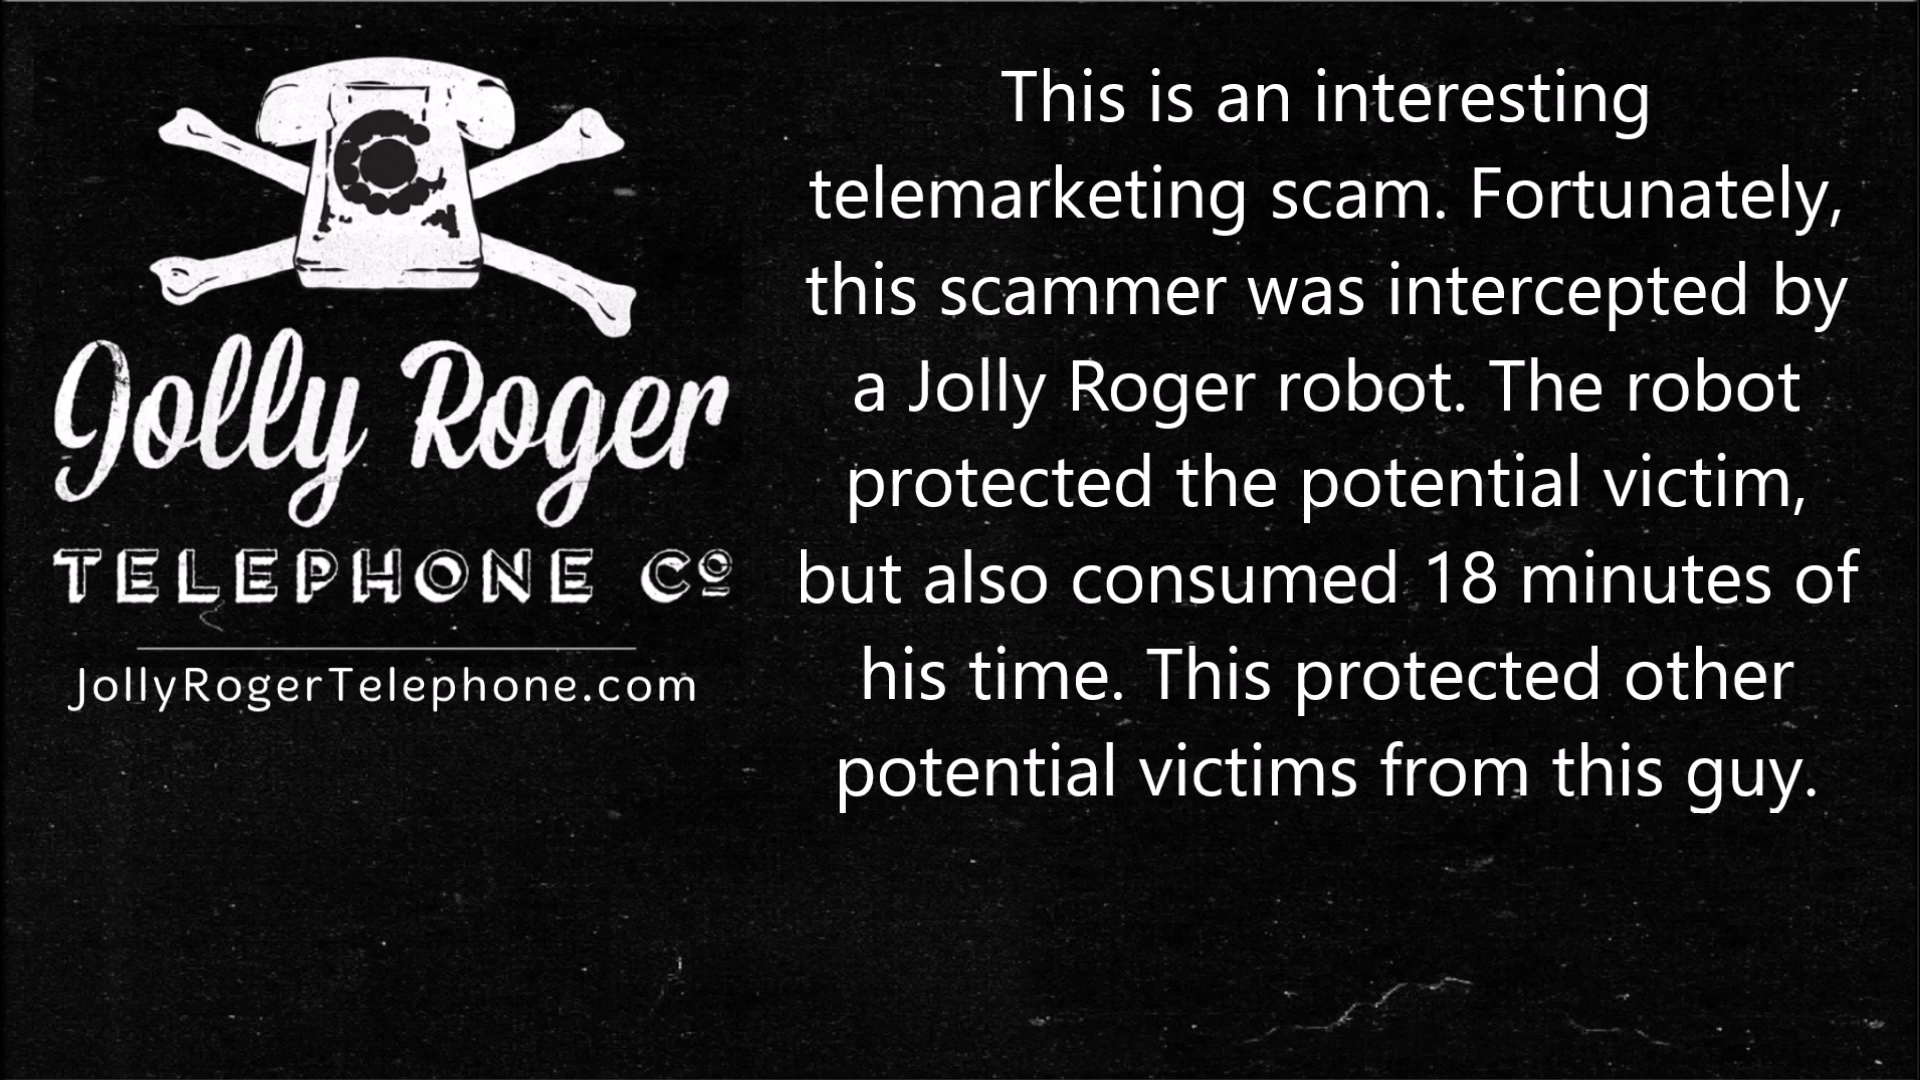 Jolly Roger
TELEPHONE Co
JollyRogerTelephone.com
This is an interesting
telemarketing scam. Fortunately,
this scammer was intercepted by
a Jolly Roger robot. The robot
protected the potential victim,
but also consumed 18 minutes of
his time. This protected other
potential victims from this guy.